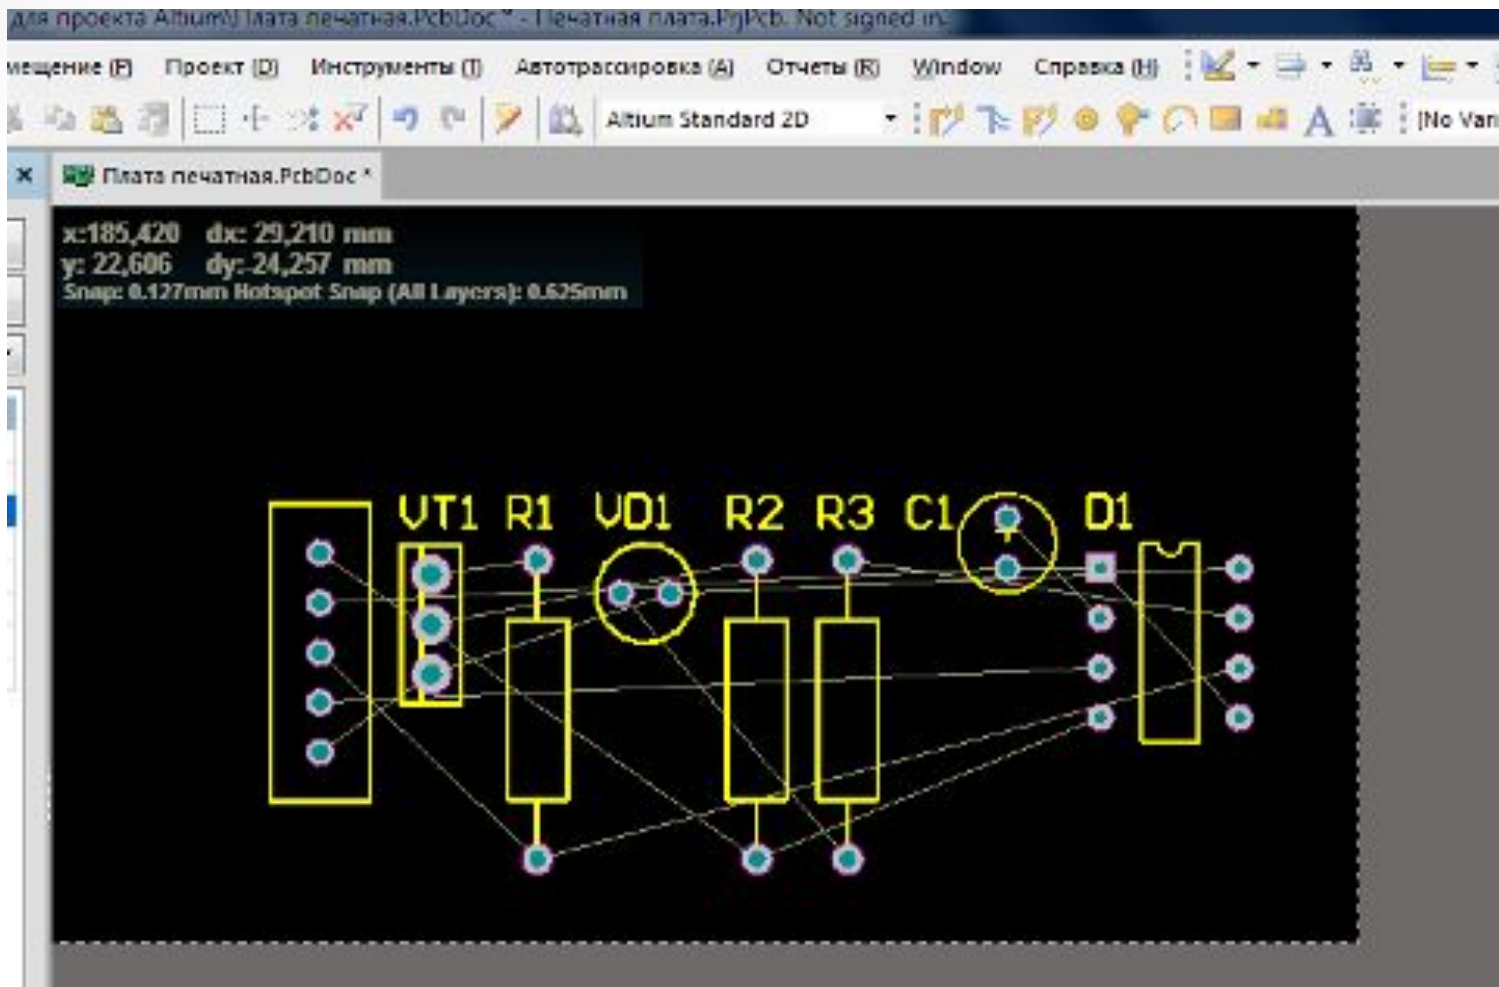 для проекта Altium\Плата печатная.PcbDoc * - Печатная плата.PrjPcb. Not signed in.
мещение (P) Проект (D) Инструменты (T) Автотрассировка (A) Отчеты (R) Window Справка (H)
Altium Standard 2D [No Vari
Плата печатная.PcbDoc *
x:185,420 dx: 29,210 mm
y: 22,606 dy:-24,257 mm
Snap: 0.127mm Hotspot Snap (All Layers): 0.625mm
VT1 R1 VD1 R2 R3 C1 D1